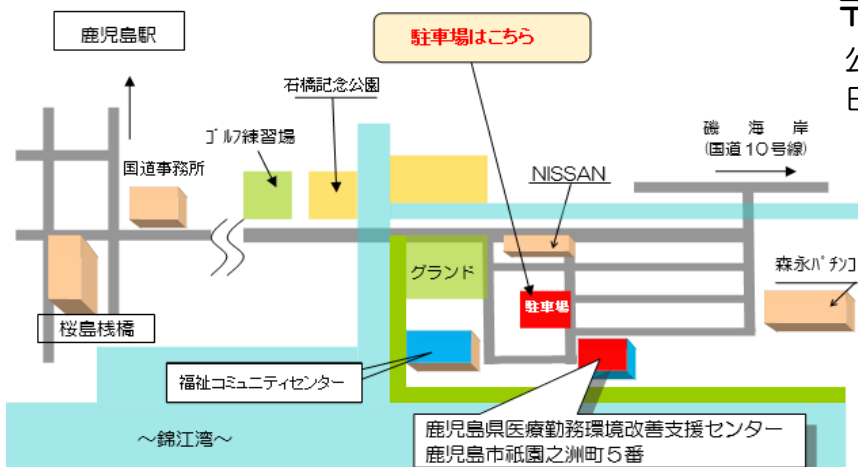 鹿児島駅
駐車場はこちら
〒
石橋記念公園
磯 海 岸
(国道10号線)
ｺﾞﾙﾌ練習場
国道事務所
NISSAN
グランド
森永ﾊﾟﾁﾝｺ
駐車場
桜島桟橋
福祉コミュニティセンター
鹿児島県医療勤務環境改善支援センター
鹿児島市祇園之洲町５番
～錦江湾～